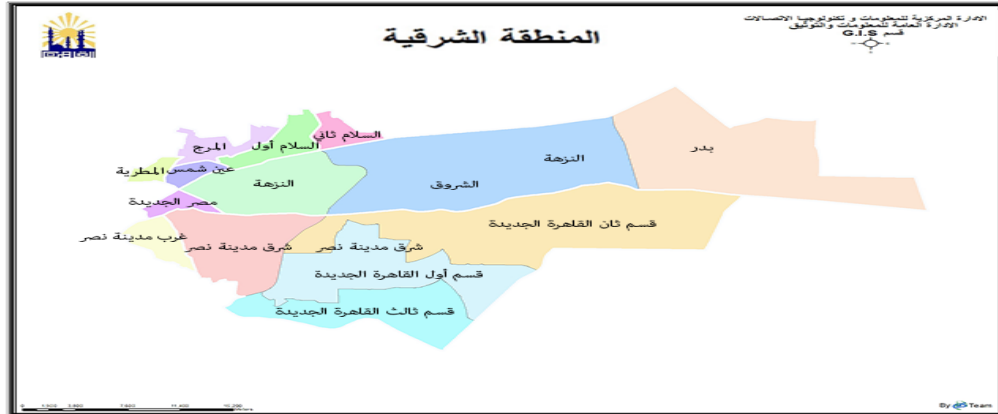 الادارة المركزية للمعلومات و تكنولوجيا الاتصالات
الادارة العامة للمعلومات والتوثيق
قسم G.I.S
المنطقة الشرقية
السلام ثاني
السلام أول
المرج
عين شمس
المطرية
النزهة
بدر
النزهة
الشروق
مصر الجديدة
قسم ثان القاهرة الجديدة
غرب مدينة نصر
شرق مدينة نصر
شرق مدينة نصر
قسم أول القاهرة الجديدة
قسم ثالث القاهرة الجديدة
By GIS Team